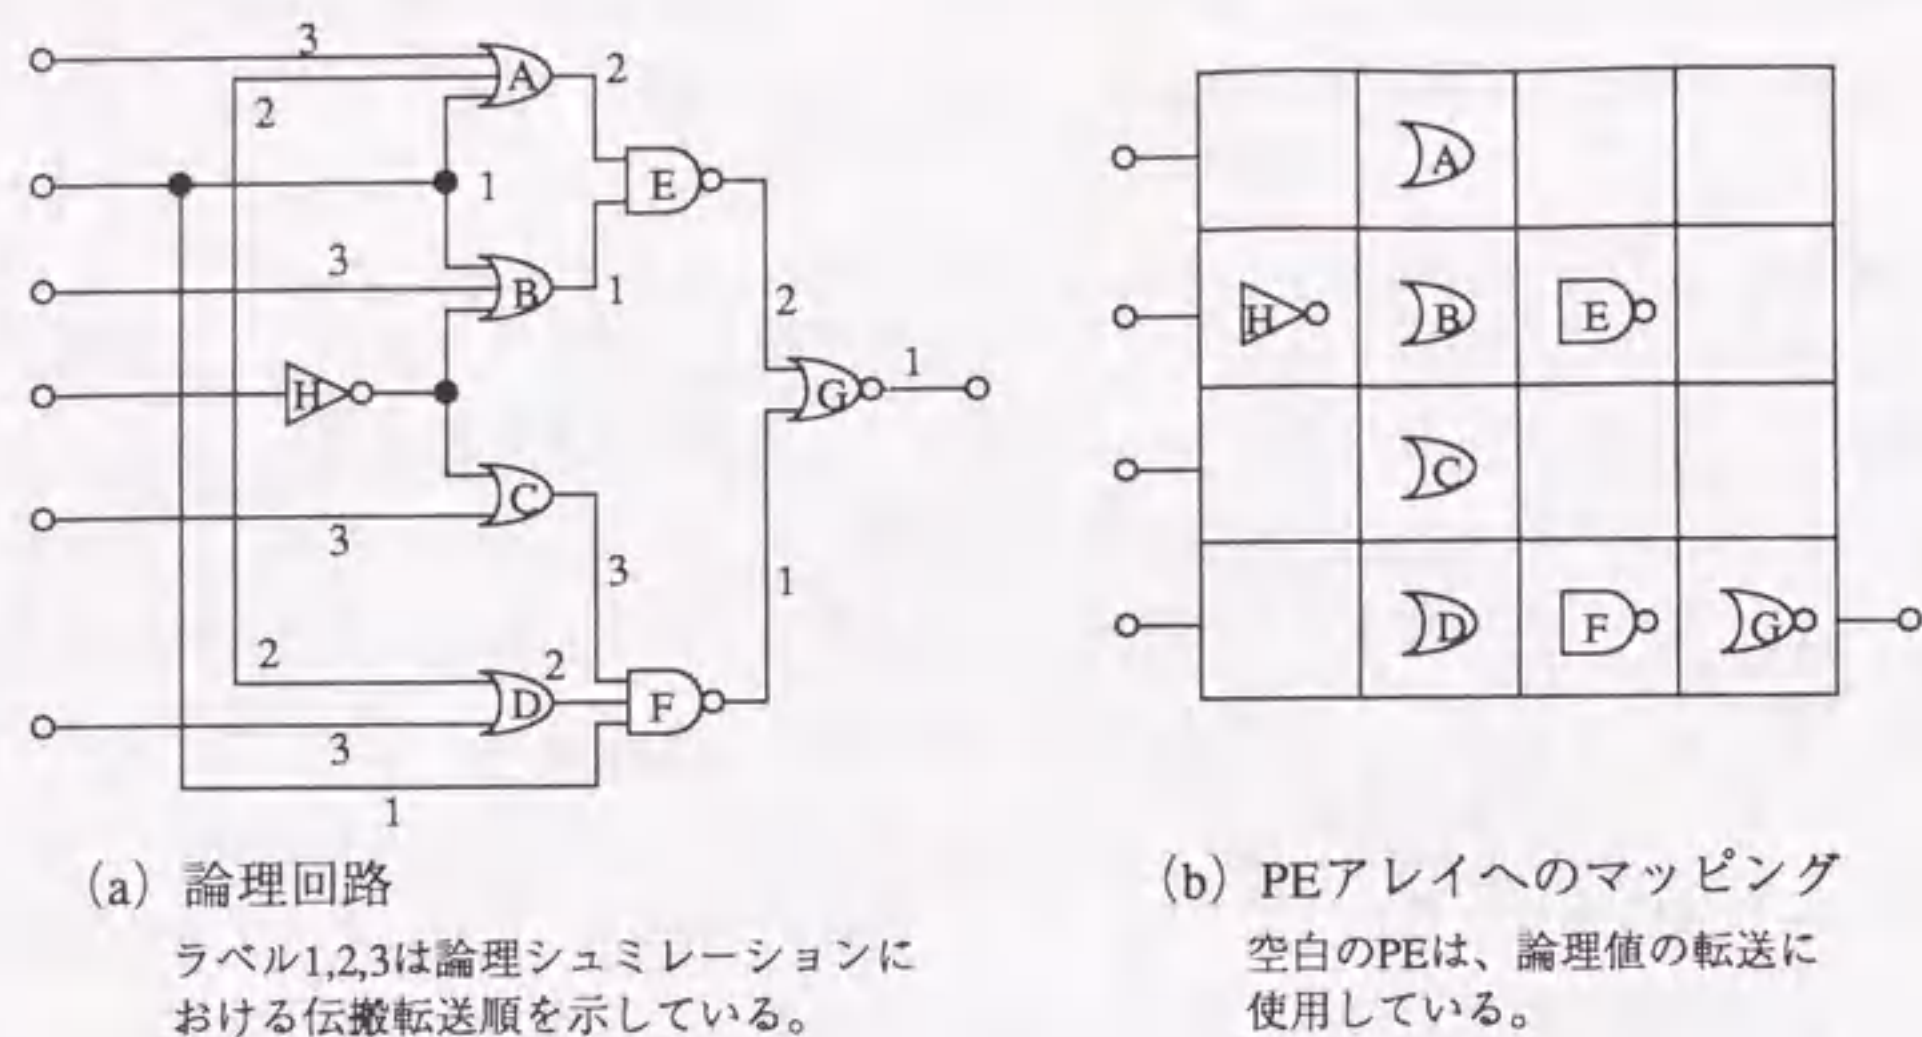 3
A
2
2
1
E
3
B
1
2
H
G
1
C
3
3
1
2
2
D
F
3
1
A
H
B
E
C
D
F
G
(a) 論理回路
ラベル1,2,3は論理シュミレーションに
おける伝搬転送順を示している。
(b) PEアレイへのマッピング
空白のPEは、論理値の転送に
使用している。